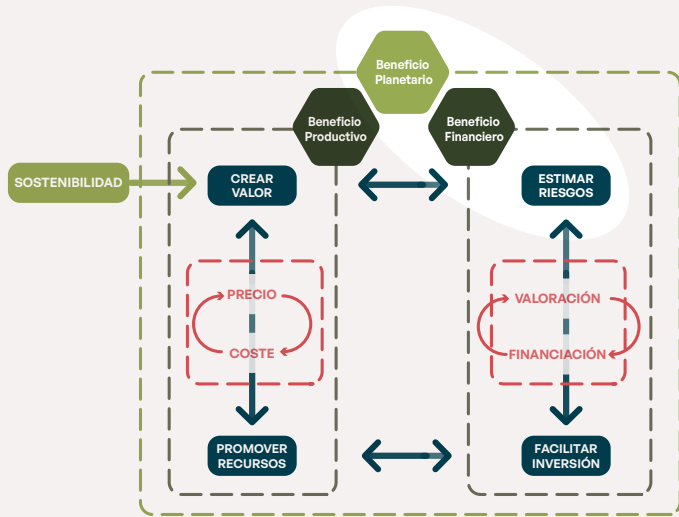 Beneficio
Planetario
Beneficio
Productivo
Beneficio
Financiero
SOSTENIBILIDAD
CREAR
VALOR
ESTIMAR
RIESGOS
PRECIO
COSTE
VALORACIÓN
FINANCIACIÓN
PROMOVER
RECURSOS
FACILITAR
INVERSIÓN